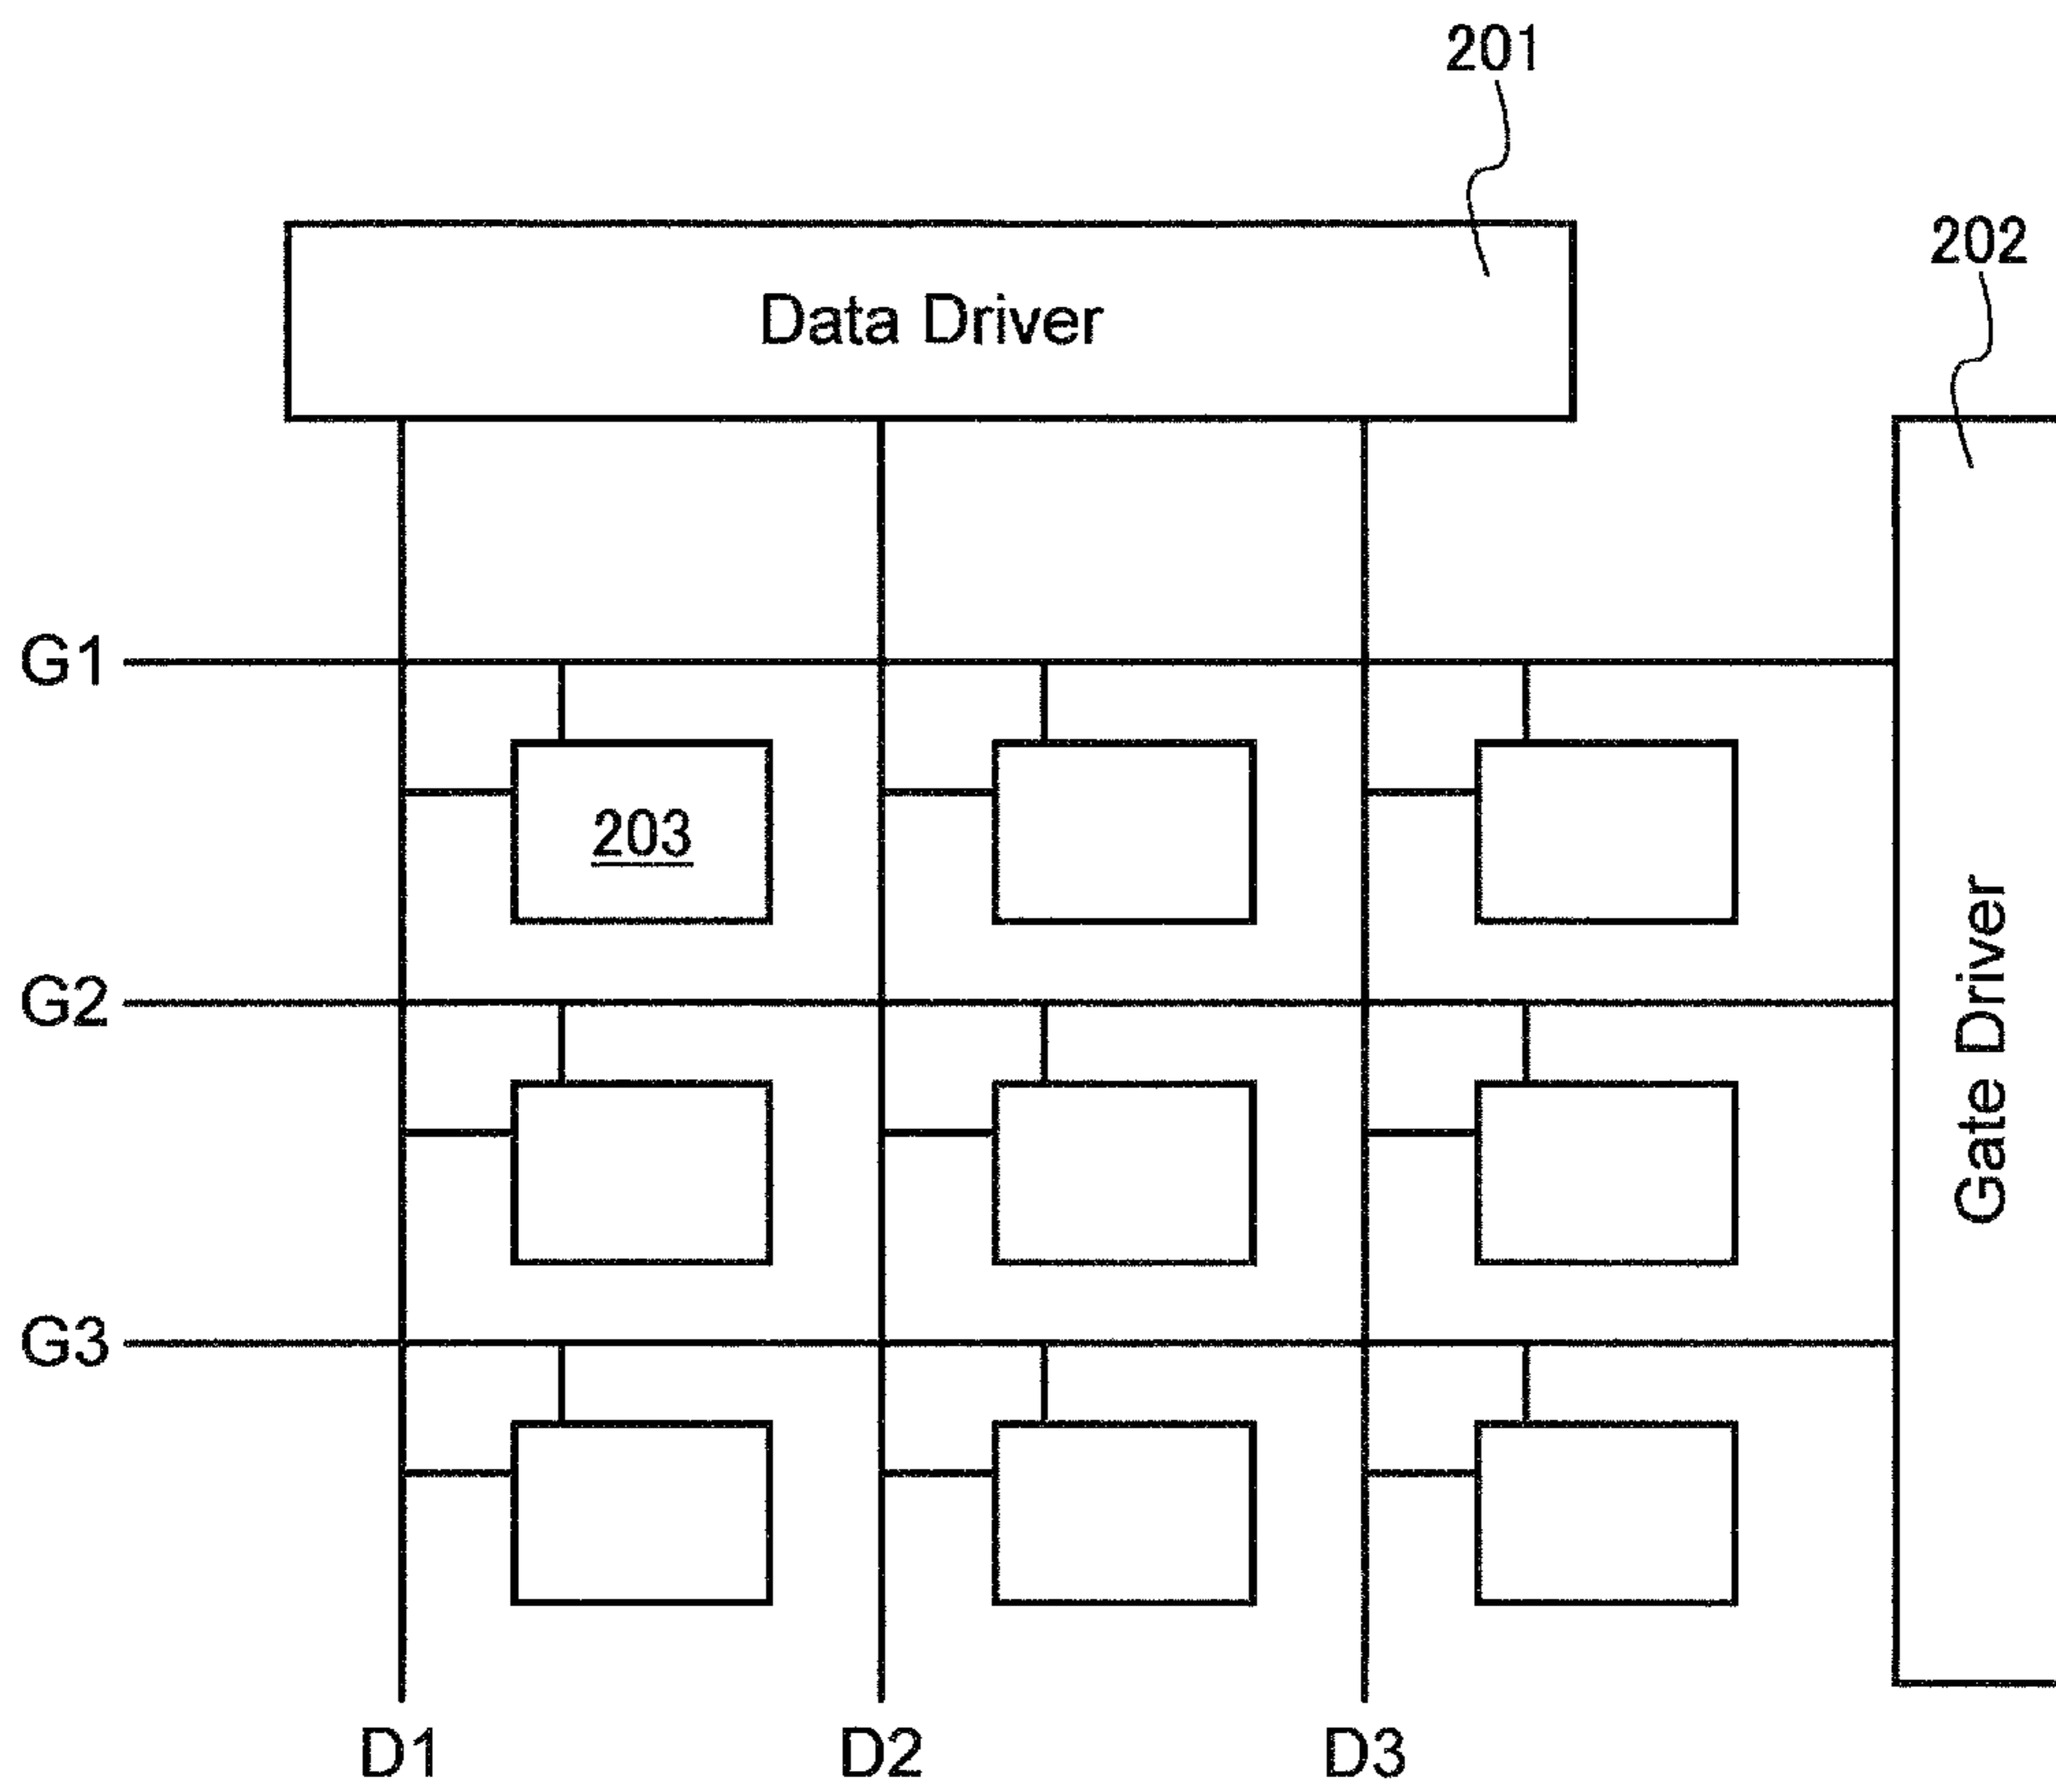 201
202
Data Driver
G1
203
Gate Driver
G2
G3
D1
D2
D3